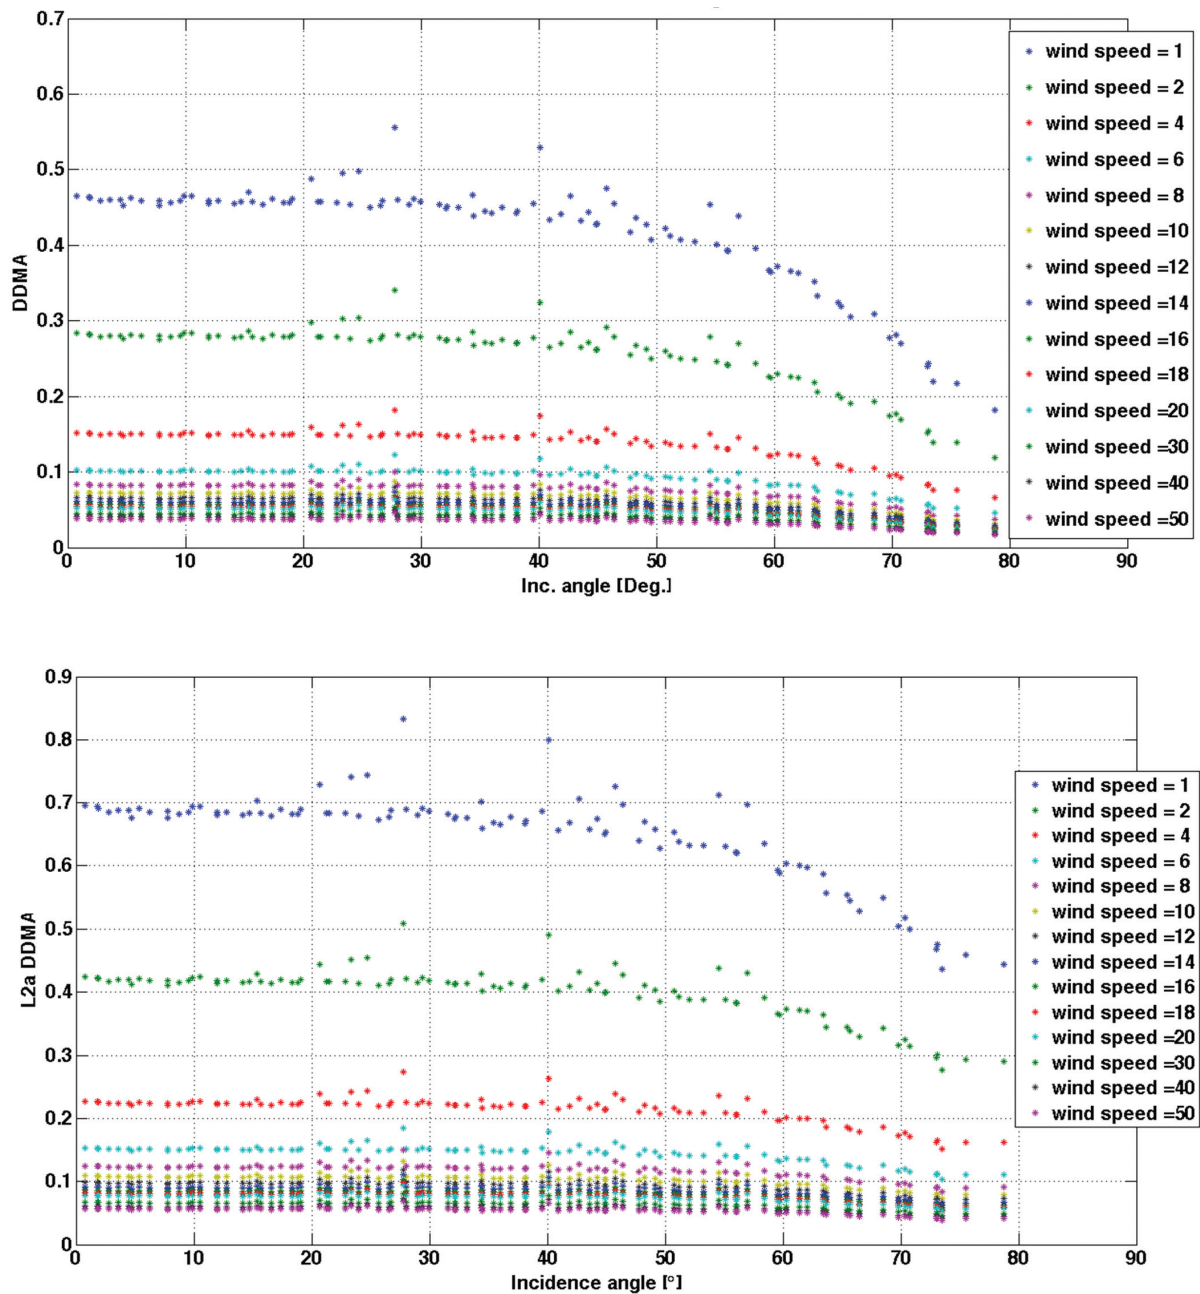 0.7
0.6
0.5
0.4
0.3
0.2
0.1
0
DDMA
0 10 20 30 40 50 60 70 80 90
Inc. angle [Deg.]
wind speed = 1
wind speed = 2
wind speed = 4
wind speed = 6
wind speed = 8
wind speed =10
wind speed =12
wind speed =14
wind speed =16
wind speed =18
wind speed =20
wind speed =30
wind speed =40
wind speed =50
0.9
0.8
0.7
0.6
0.5
0.4
0.3
0.2
0.1
0
L2a DDMA
0 10 20 30 40 50 60 70 80 90
Incidence angle [°]
wind speed = 1
wind speed = 2
wind speed = 4
wind speed = 6
wind speed = 8
wind speed =10
wind speed =12
wind speed =14
wind speed =16
wind speed =18
wind speed =20
wind speed =30
wind speed =40
wind speed =50